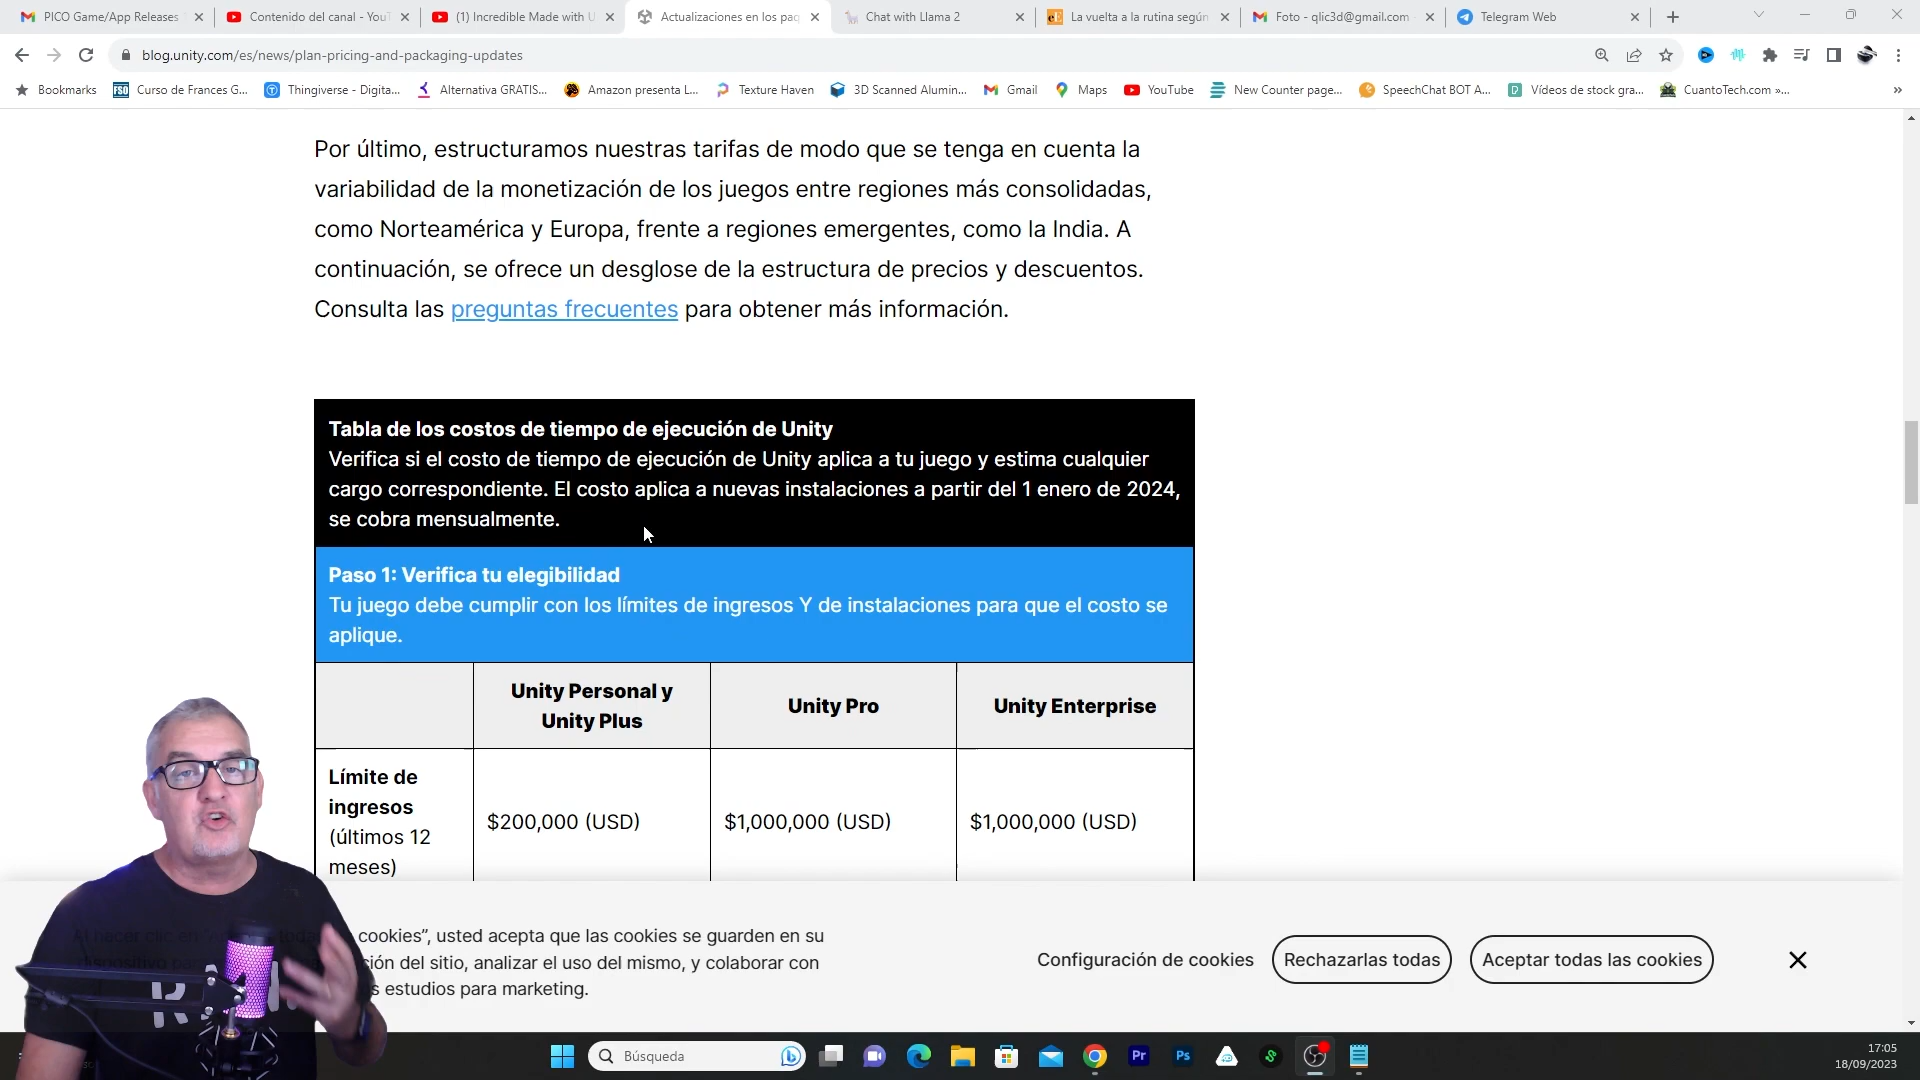 PICO Game/App Releases
Contenido del canal - YouT
(1) Incredible Made with U
Actualizaciones en los paq
Chat with Llama 2
La vuelta a la rutina según
Foto - qlic3d@gmail.com
Telegram Web
blog.unity.com/es/news/plan-pricing-and-packaging-updates
Bookmarks
Curso de Frances G...
Thingiverse - Digita...
Alternativa GRATIS...
Amazon presenta L...
Texture Haven
3D Scanned Alumin...
Gmail
Maps
YouTube
New Counter page...
SpeechChat BOT A...
Vídeos de stock gra...
CuantoTech.com »...
Por último, estructuramos nuestras tarifas de modo que se tenga en cuenta la
variabilidad de la monetización de los juegos entre regiones más consolidadas,
como Norteamérica y Europa, frente a regiones emergentes, como la India. A
continuación, se ofrece un desglose de la estructura de precios y descuentos.
Consulta las preguntas frecuentes para obtener más información.
Tabla de los costos de tiempo de ejecución de Unity
Verifica si el costo de tiempo de ejecución de Unity aplica a tu juego y estima cualquier
cargo correspondiente. El costo aplica a nuevas instalaciones a partir del 1 enero de 2024,
se cobra mensualmente.
Paso 1: Verifica tu elegibilidad
Tu juego debe cumplir con los límites de ingresos Y de instalaciones para que el costo se
aplique.
Unity Personal y
Unity Plus
Unity Pro
Unity Enterprise
Límite de
ingresos
(últimos 12
meses)
$200,000 (USD)
$1,000,000 (USD)
$1,000,000 (USD)
cookies”, usted acepta que las cookies se guarden en su
ción del sitio, analizar el uso del mismo, y colaborar con
s estudios para marketing.
Configuración de cookies
Rechazarlas todas
Aceptar todas las cookies
Búsqueda
Pr
Ps
17:05
18/09/2023